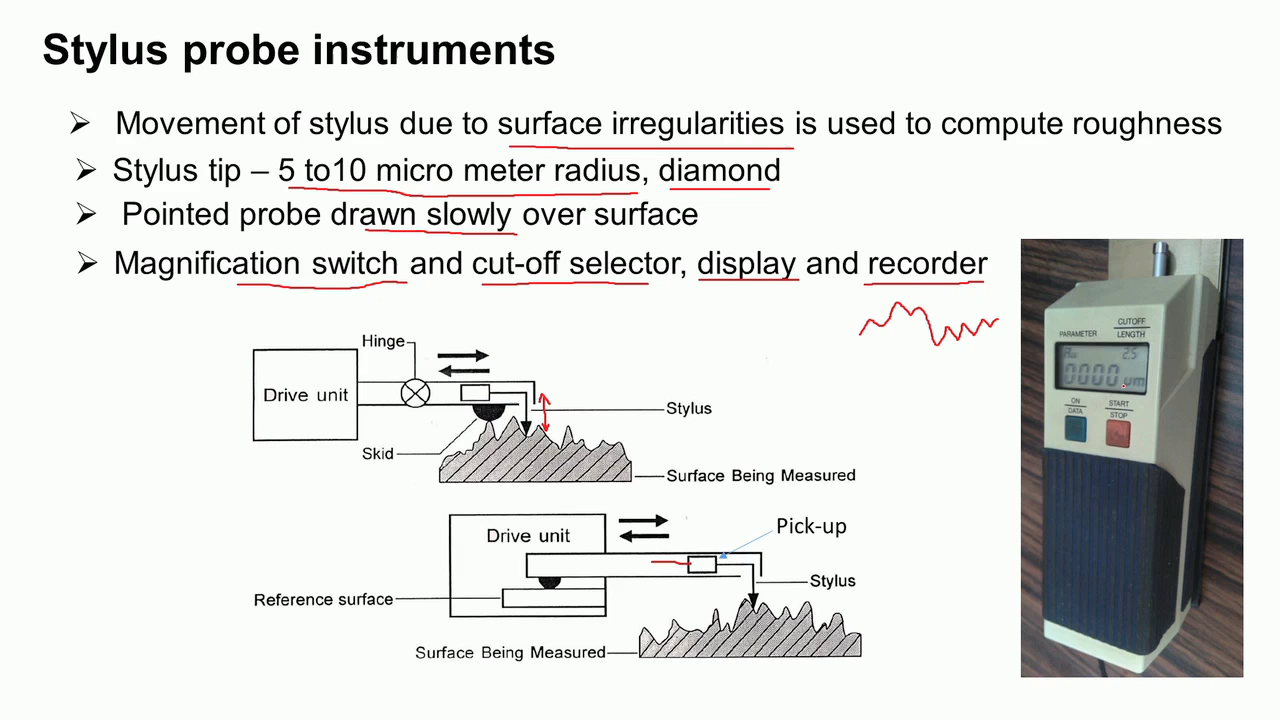 Stylus probe instruments
➢ Movement of stylus due to surface irregularities is used to compute roughness
➢ Stylus tip – 5 to10 micro meter radius, diamond
➢ Pointed probe drawn slowly over surface
➢ Magnification switch and cut-off selector, display and recorder
Hinge
Drive unit
Stylus
Skid
Surface Being Measured
Drive unit
Pick-up
Stylus
Reference surface
Surface Being Measured
CUTOFF
PARAMETER LENGTH
2.5
0000 um
ON
DATA
START
STOP